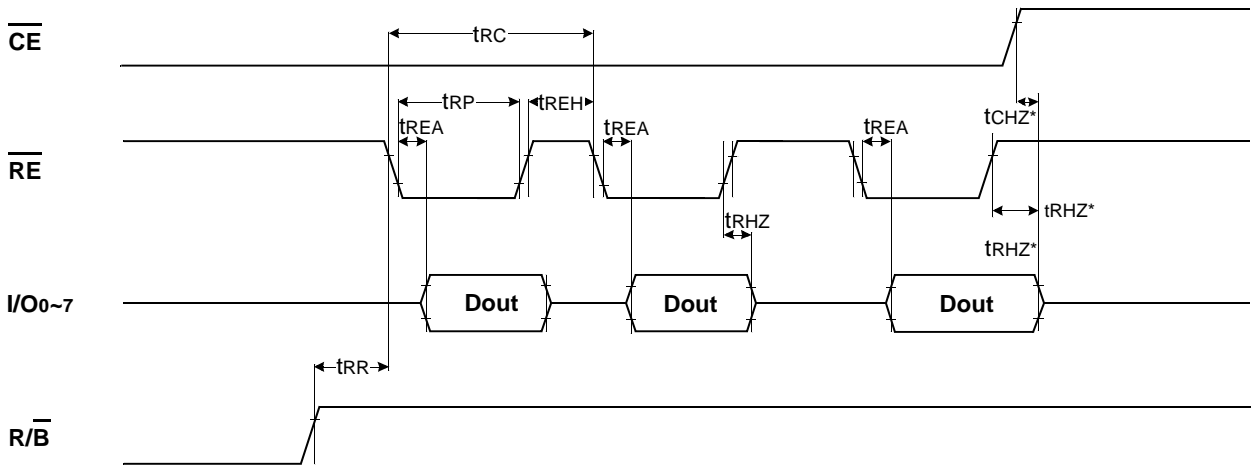 CE
tRC
tCHZ*
tRP
tREH
tREA
tREA
tREA
RE
tRHZ
tRHZ*
tRHZ*
I/O0~7
Dout
Dout
Dout
tRR
R/B